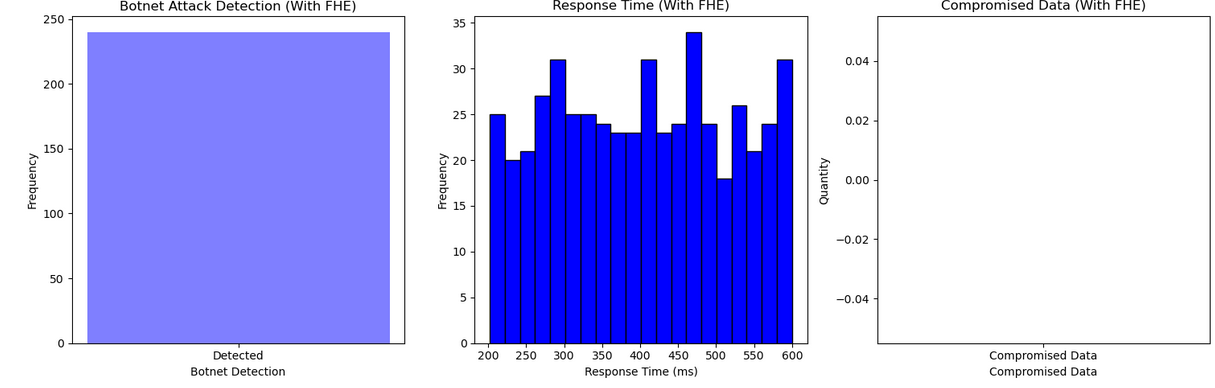 Botnet Attack Detection (With FHE)
250
200
150
100
50
0
Frequency
Detected
Botnet Detection
Response Time (With FHE)
35
30
25
20
15
10
5
0
Frequency
200 250 300 350 400 450 500 550 600
Response Time (ms)
Compromised Data (With FHE)
0.04
0.02
0.00
−0.02
−0.04
Quantity
Compromised Data
Compromised Data